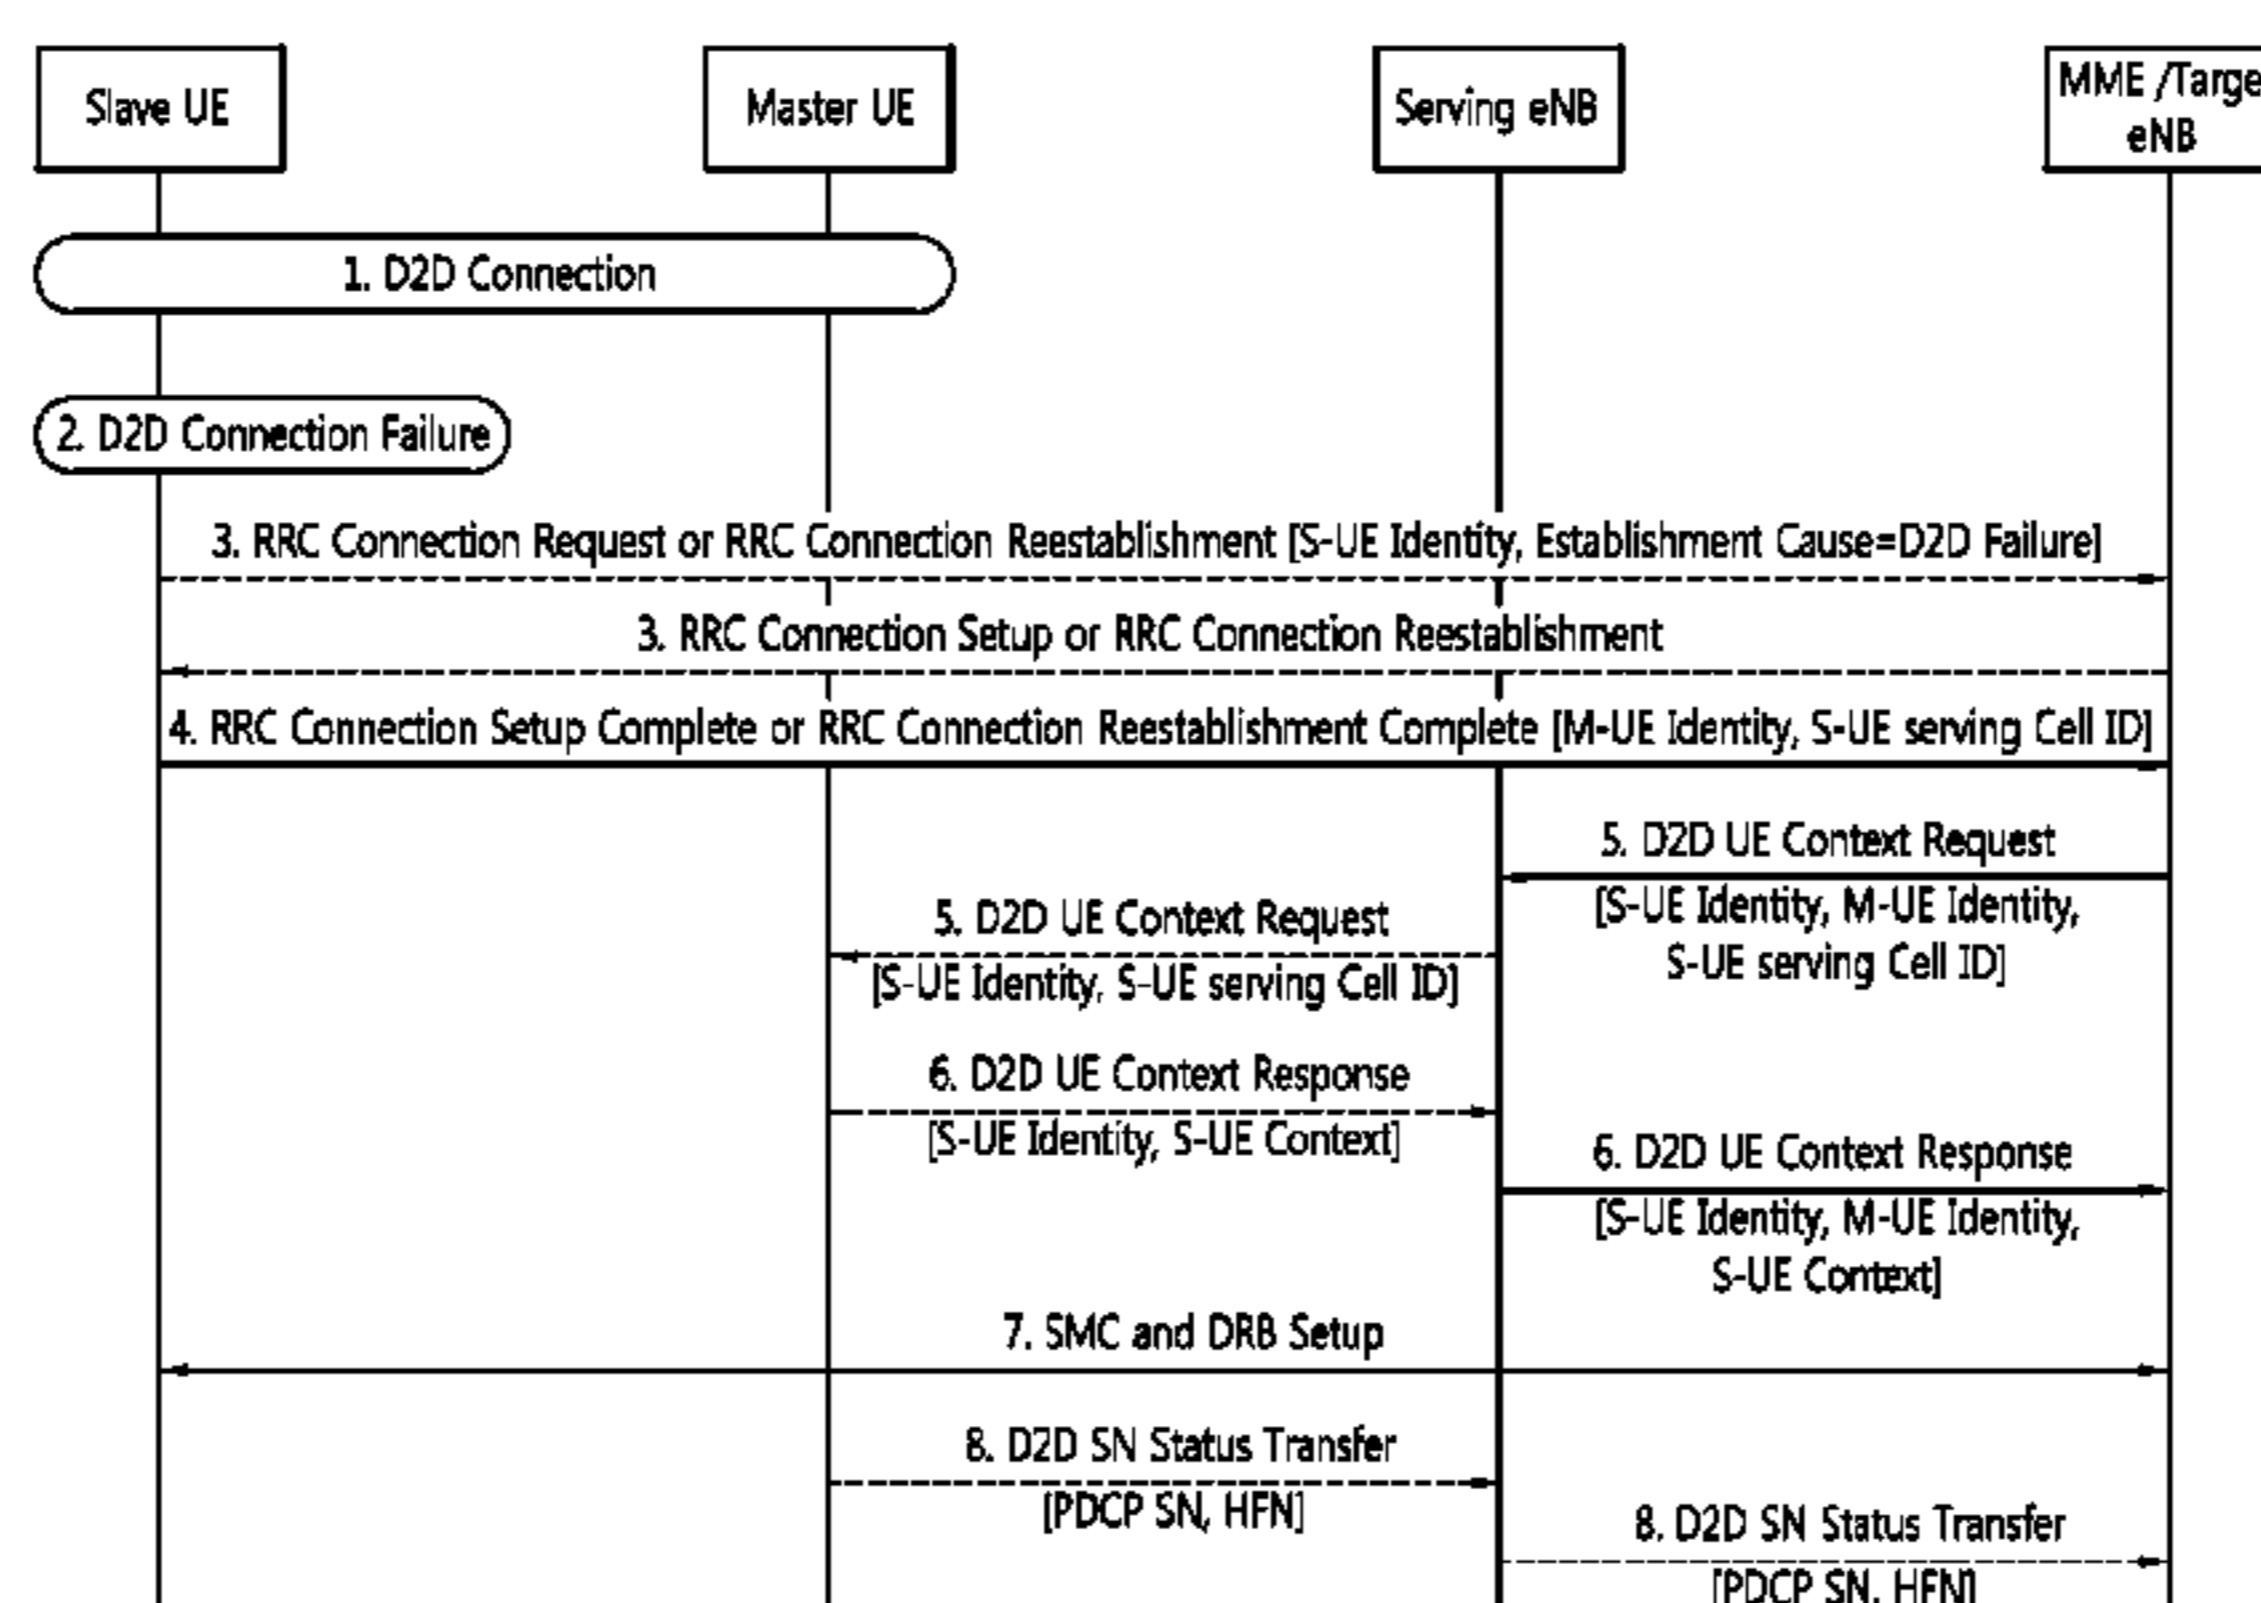 Slave UE
Master UE
Serving eNB
MME /Targe
eNB
1. D2D Connection
2. D2D Connection Failure
3. RRC Connection Request or RRC Connection Reestablishment [S-UE Identity, Establishment Cause=D2D Failure]
3. RRC Connection Setup or RRC Connection Reestablishment
4. RRC Connection Setup Complete or RRC Connection Reestablishment Complete [M-UE Identity, S-UE serving Cell ID]
5. D2D UE Context Request
[S-UE Identity, M-UE Identity,
S-UE serving Cell ID]
5. D2D UE Context Request
[S-UE Identity, S-UE serving Cell ID]
6. D2D UE Context Response
[S-UE Identity, S-UE Context]
6. D2D UE Context Response
[S-UE Identity, M-UE Identity,
S-UE Context]
7. SMC and DRB Setup
8. D2D SN Status Transfer
[PDCP SN, HFN]
8. D2D SN Status Transfer
[PDCP SN, HFN]